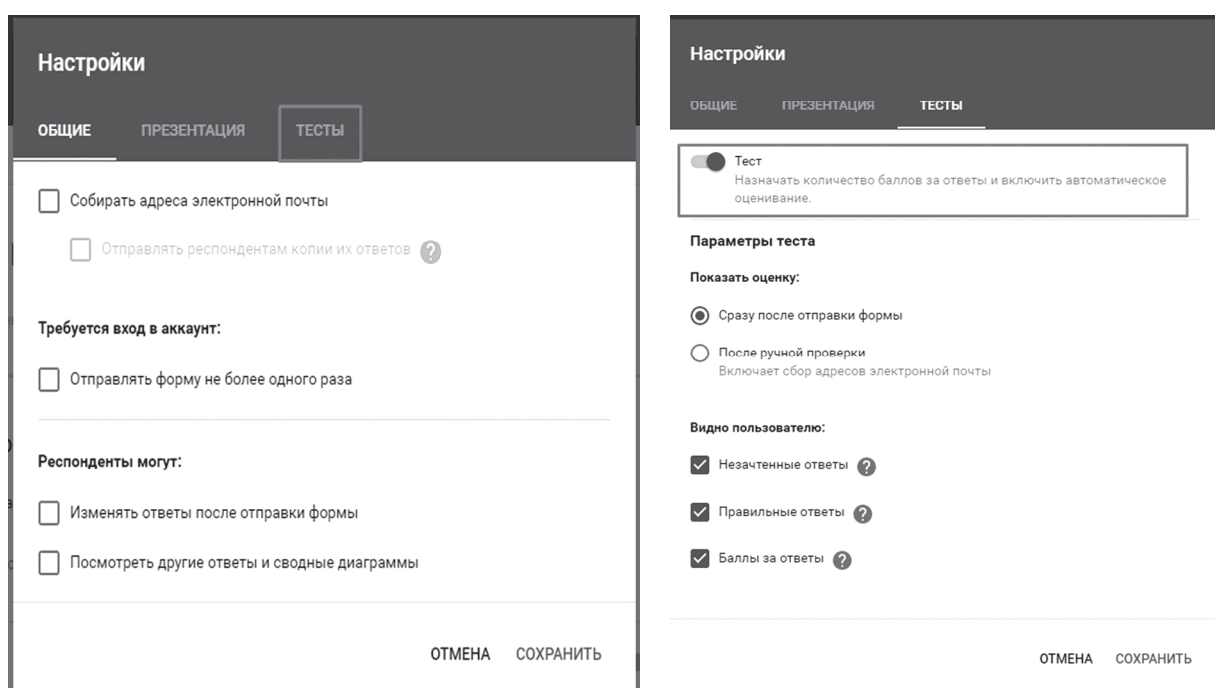 Настройки
ОБЩИЕ ПРЕЗЕНТАЦИЯ ТЕСТЫ
Собирать адреса электронной почты
Отправлять респондентам копии их ответов ?
Требуется вход в аккаунт:
Отправлять форму не более одного раза
Респонденты могут:
Изменять ответы после отправки формы
Посмотреть другие ответы и сводные диаграммы
ОТМЕНА СОХРАНИТЬ
Настройки
ОБЩИЕ ПРЕЗЕНТАЦИЯ ТЕСТЫ
Тест
Назначать количество баллов за ответы и включить автоматическое
оценивание.
Параметры теста
Показать оценку:
Сразу после отправки формы
После ручной проверки
Включает сбор адресов электронной почты
Видно пользователю:
Незачтенные ответы ?
Правильные ответы ?
Баллы за ответы ?
ОТМЕНА СОХРАНИТЬ